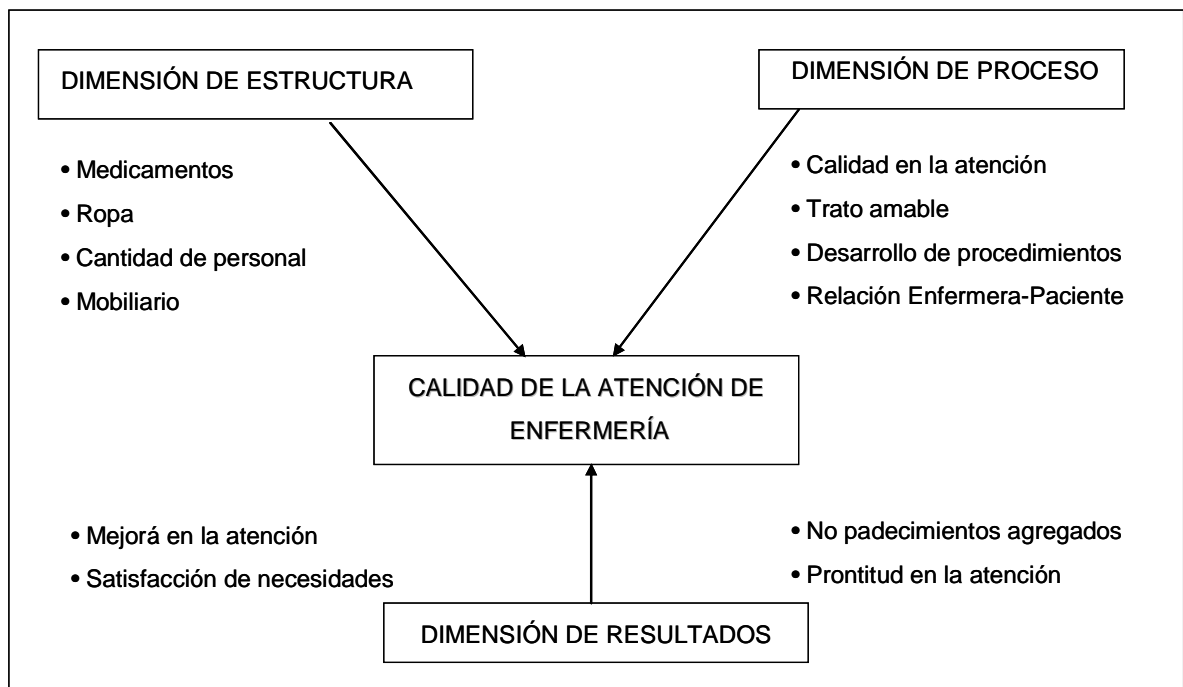 DIMENSIÓN DE ESTRUCTURA
• Medicamentos
• Ropa
• Cantidad de personal
• Mobiliario
DIMENSIÓN DE PROCESO
• Calidad en la atención
• Trato amable
• Desarrollo de procedimientos
• Relación Enfermera-Paciente
CALIDAD DE LA ATENCIÓN DE
ENFERMERÍA
• Mejorá en la atención
• Satisfacción de necesidades
• No padecimientos agregados
• Prontitud en la atención
DIMENSIÓN DE RESULTADOS